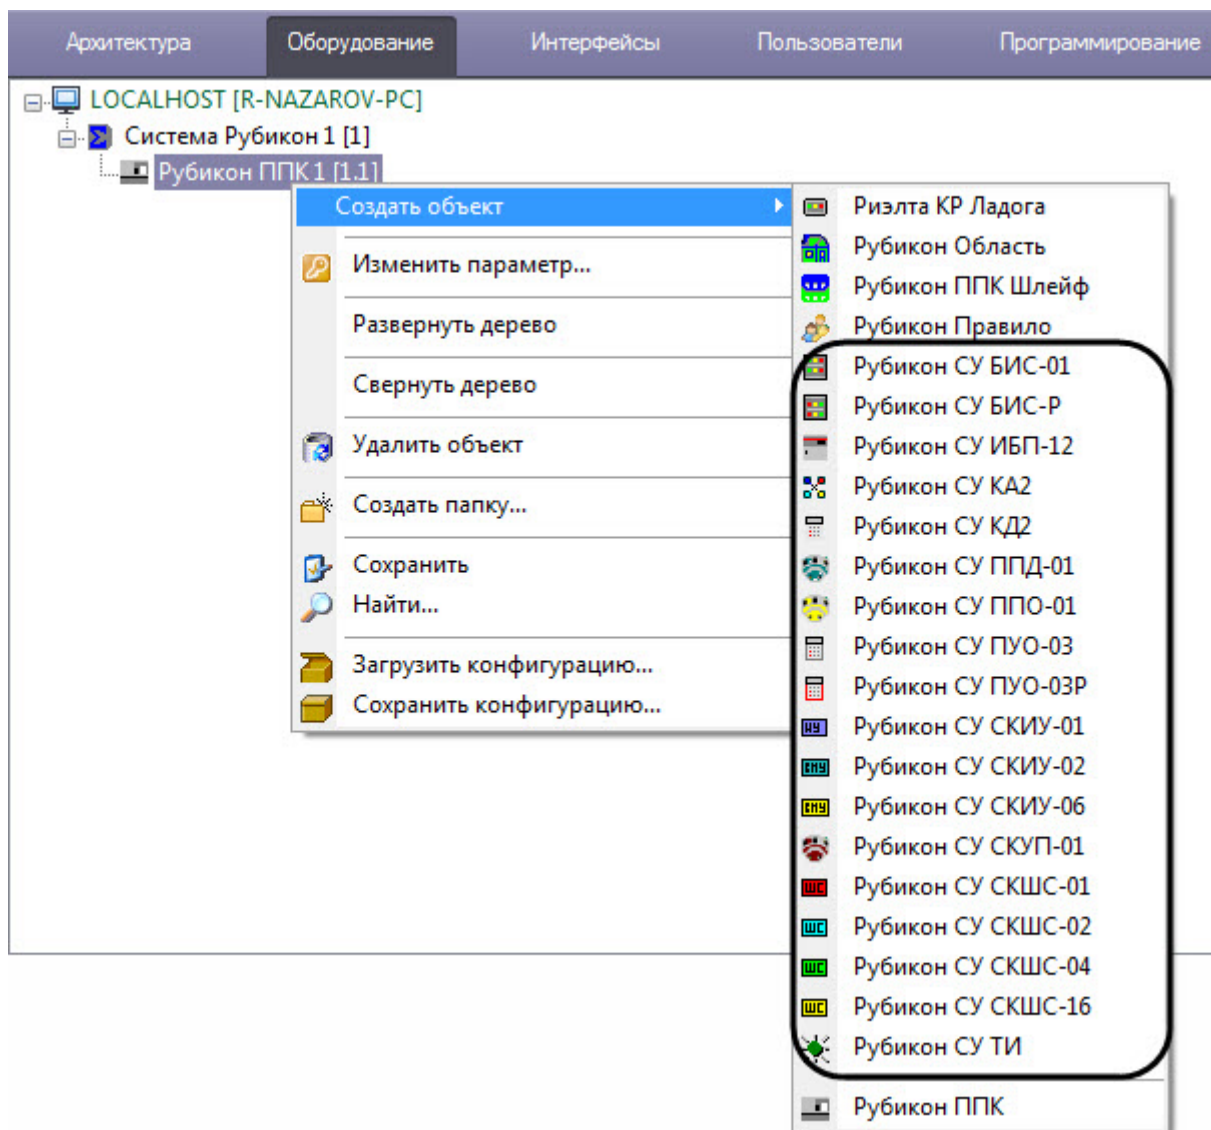 Архитектура Оборудование Интерфейсы Пользователи Программирование
LOCALHOST [R-NAZAROV-PC]
Система Рубикон 1 [1]
Рубикон ППК 1 [1.1]
Создать объект
Изменить параметр...
Развернуть дерево
Свернуть дерево
Удалить объект
Создать папку...
Сохранить
Найти...
Загрузить конфигурацию...
Сохранить конфигурацию...
Риэлта КР Ладога
Рубикон Область
Рубикон ППК Шлейф
Рубикон Правило
Рубикон СУ БИС-01
Рубикон СУ БИС-Р
Рубикон СУ ИБП-12
Рубикон СУ КА2
Рубикон СУ КД2
Рубикон СУ ППД-01
Рубикон СУ ППО-01
Рубикон СУ ПУО-03
Рубикон СУ ПУО-03Р
Рубикон СУ СКИУ-01
Рубикон СУ СКИУ-02
Рубикон СУ СКИУ-06
Рубикон СУ СКУП-01
Рубикон СУ СКШС-01
Рубикон СУ СКШС-02
Рубикон СУ СКШС-04
Рубикон СУ СКШС-16
Рубикон СУ ТИ
Рубикон ППК